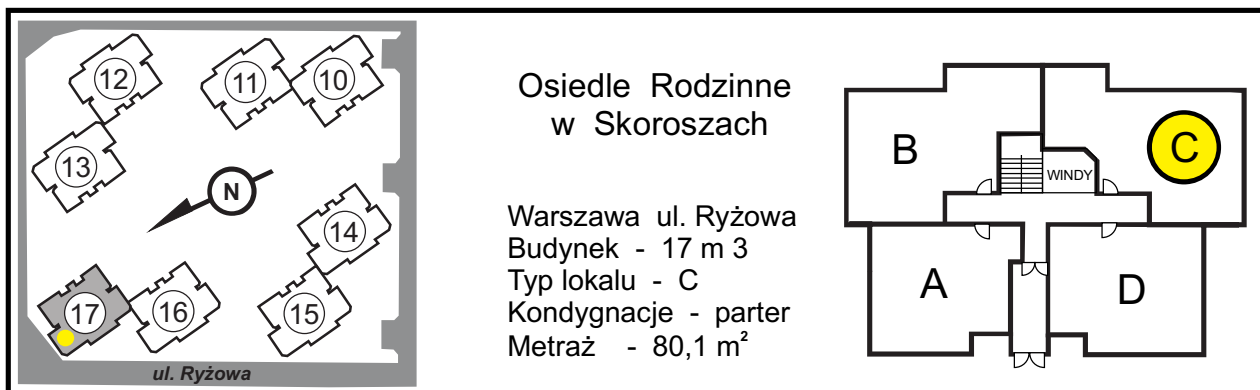 12
11
10
13
N
14
17
16
15
ul. Ryżowa
Osiedle Rodzinne
w Skoroszach
Warszawa ul. Ryżowa
Budynek - 17 m 3
Typ lokalu - C
Kondygnacje - parter
Metraż - 80,1 m²
B
C
WINDY
A
D